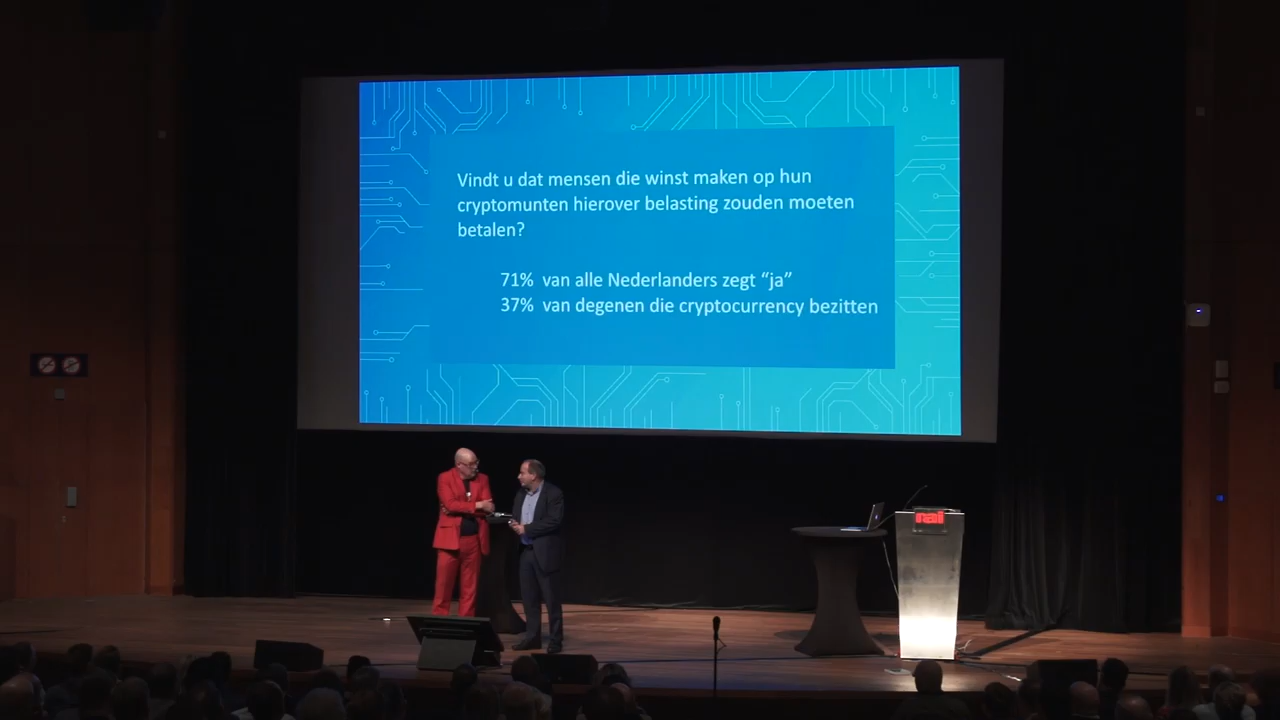 Vindt u dat mensen die winst maken op hun
cryptomunten hierover belasting zouden moeten
betalen?
71% van alle Nederlanders zegt “ja”
37% van degenen die cryptocurrency bezitten
rai